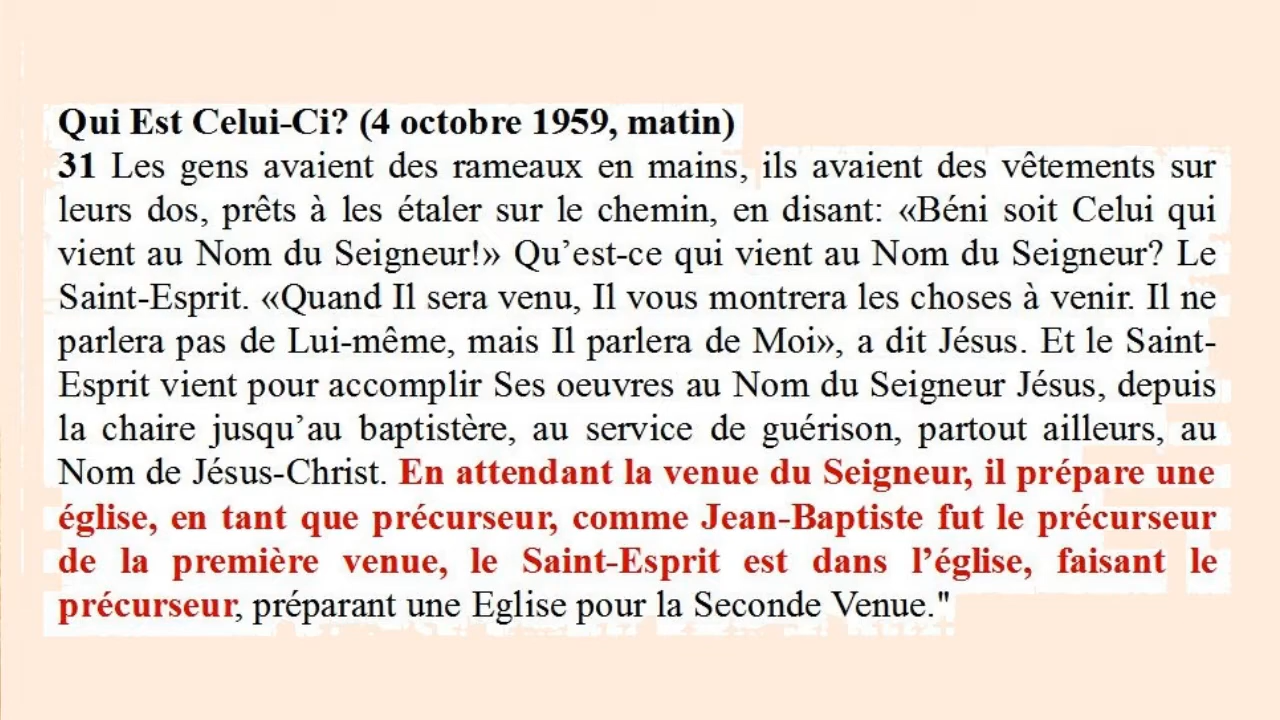 Qui Est Celui-Ci? (4 octobre 1959, matin)
31 Les gens avaient des rameaux en mains, ils avaient des vêtements sur
leurs dos, prêts à les étaler sur le chemin, en disant: «Béni soit Celui qui
vient au Nom du Seigneur!» Qu’est-ce qui vient au Nom du Seigneur? Le
Saint-Esprit. «Quand Il sera venu, Il vous montrera les choses à venir. Il ne
parlera pas de Lui-même, mais Il parlera de Moi», a dit Jésus. Et le Saint-
Esprit vient pour accomplir Ses oeuvres au Nom du Seigneur Jésus, depuis
la chaire jusqu’au baptistère, au service de guérison, partout ailleurs, au
Nom de Jésus-Christ. En attendant la venue du Seigneur, il prépare une
église, en tant que précurseur, comme Jean-Baptiste fut le précurseur
de la première venue, le Saint-Esprit est dans l’église, faisant le
précurseur, préparant une Eglise pour la Seconde Venue."